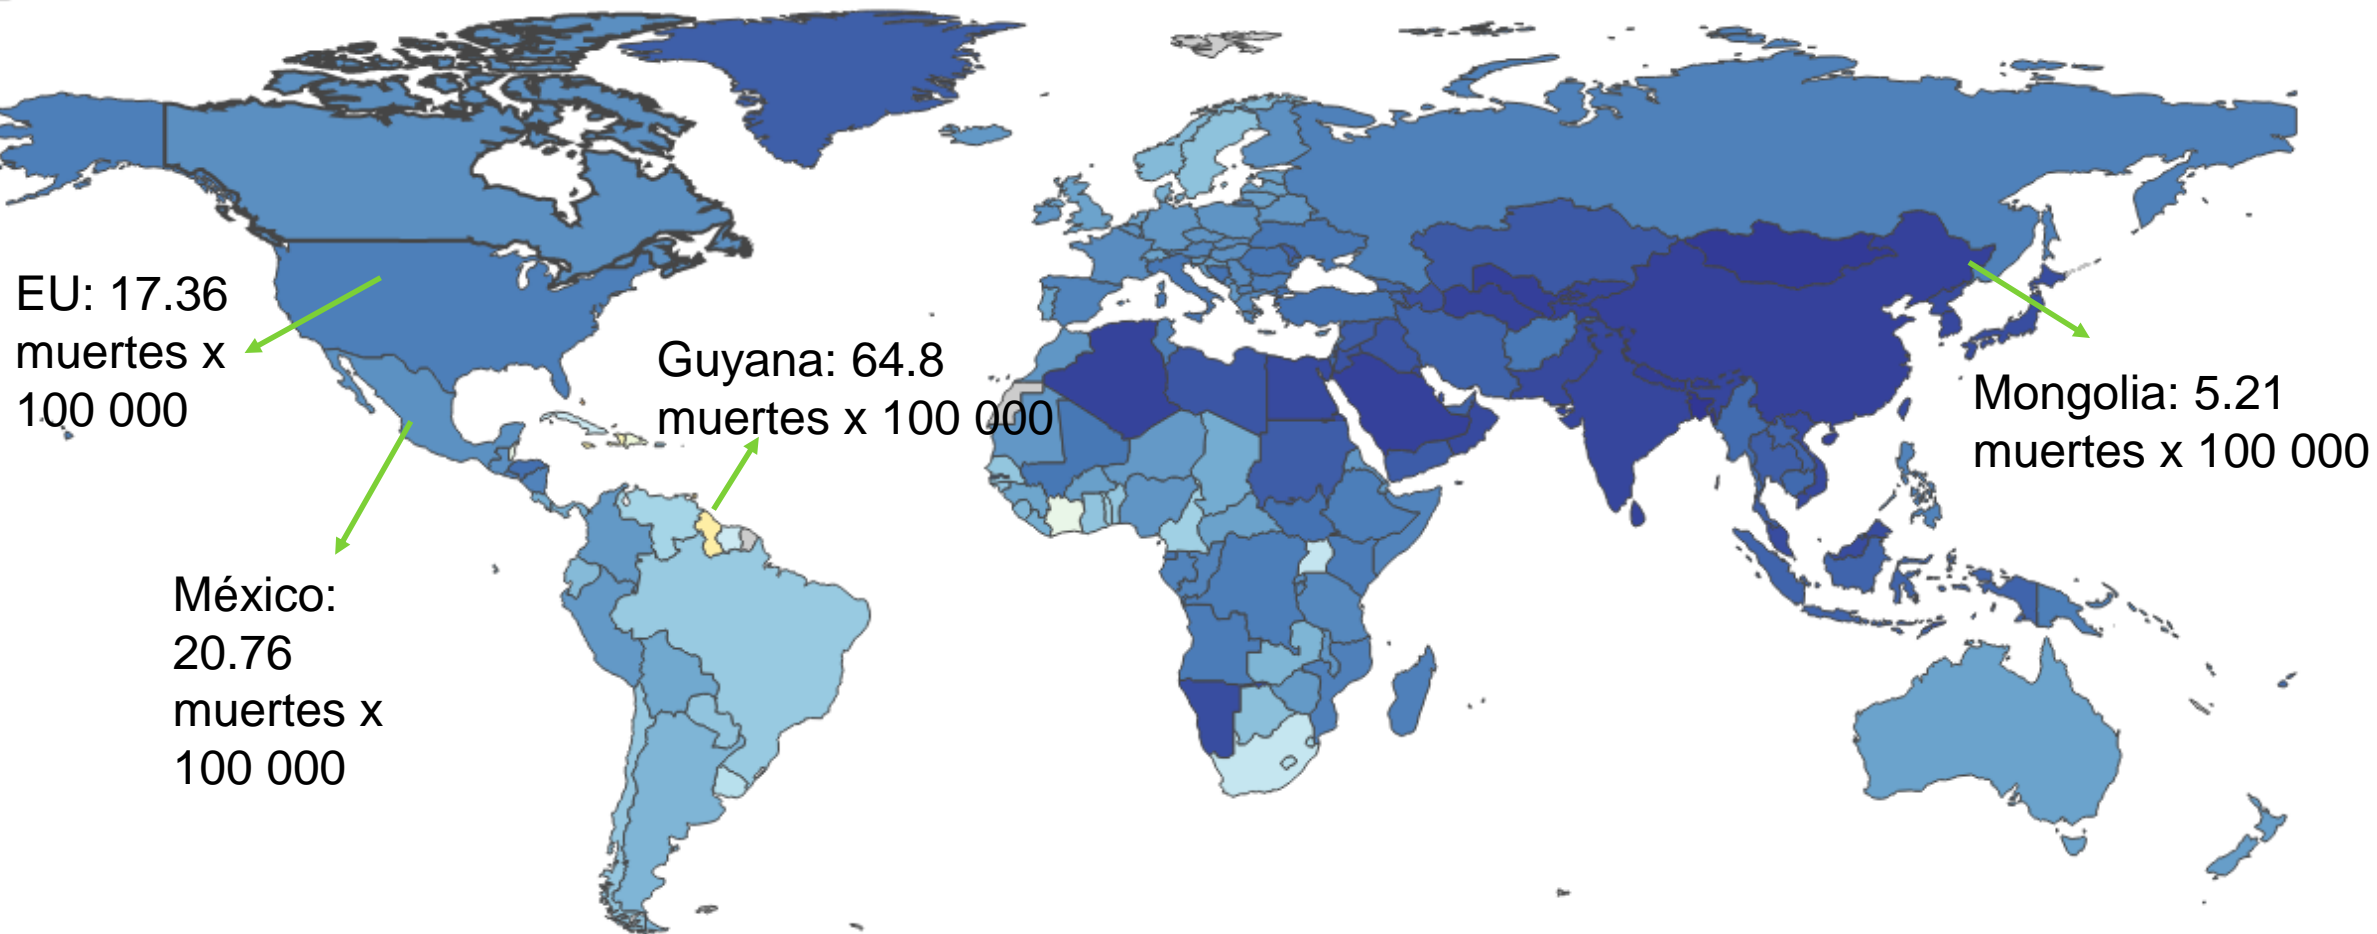 EU: 17.36
muertes x
100 000
Guyana: 64.8
muertes x 100 000
Mongolia: 5.21
muertes x 100 000
México:
20.76
muertes x
100 000